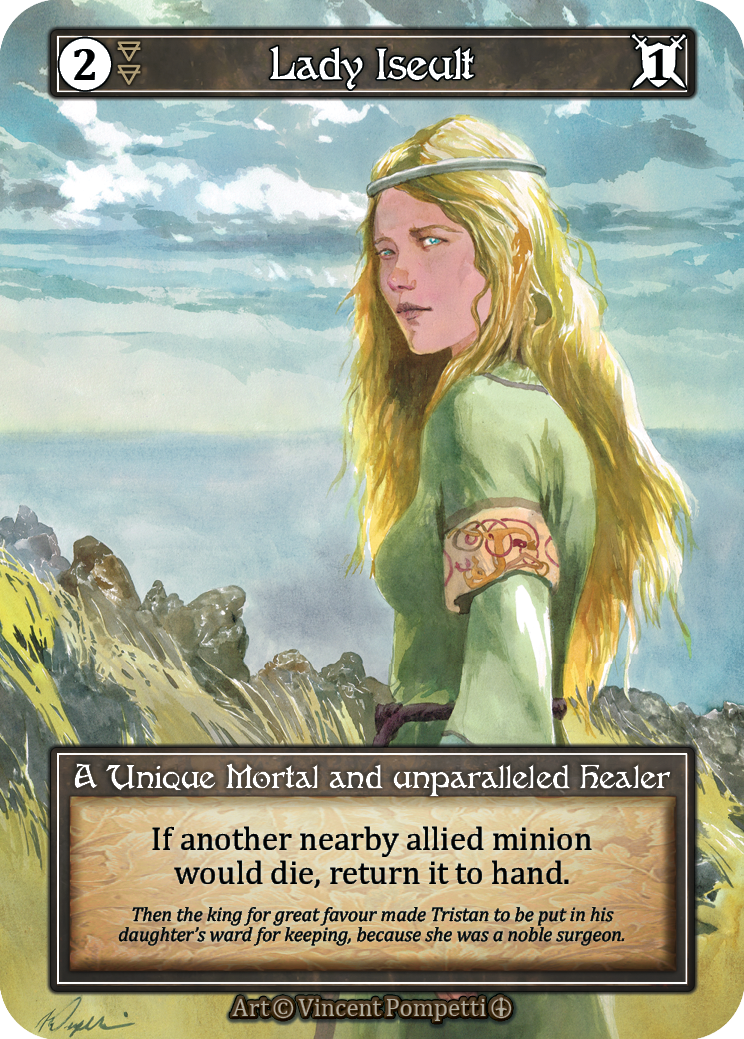 2
Lady Iseult
1
A Unique Mortal and unparalleled Healer
If another nearby allied minion
would die, return it to hand.
Then the king for great favour made Tristan to be put in his
daughter's ward for keeping, because she was a noble surgeon.
Art © Vincent Pompetti